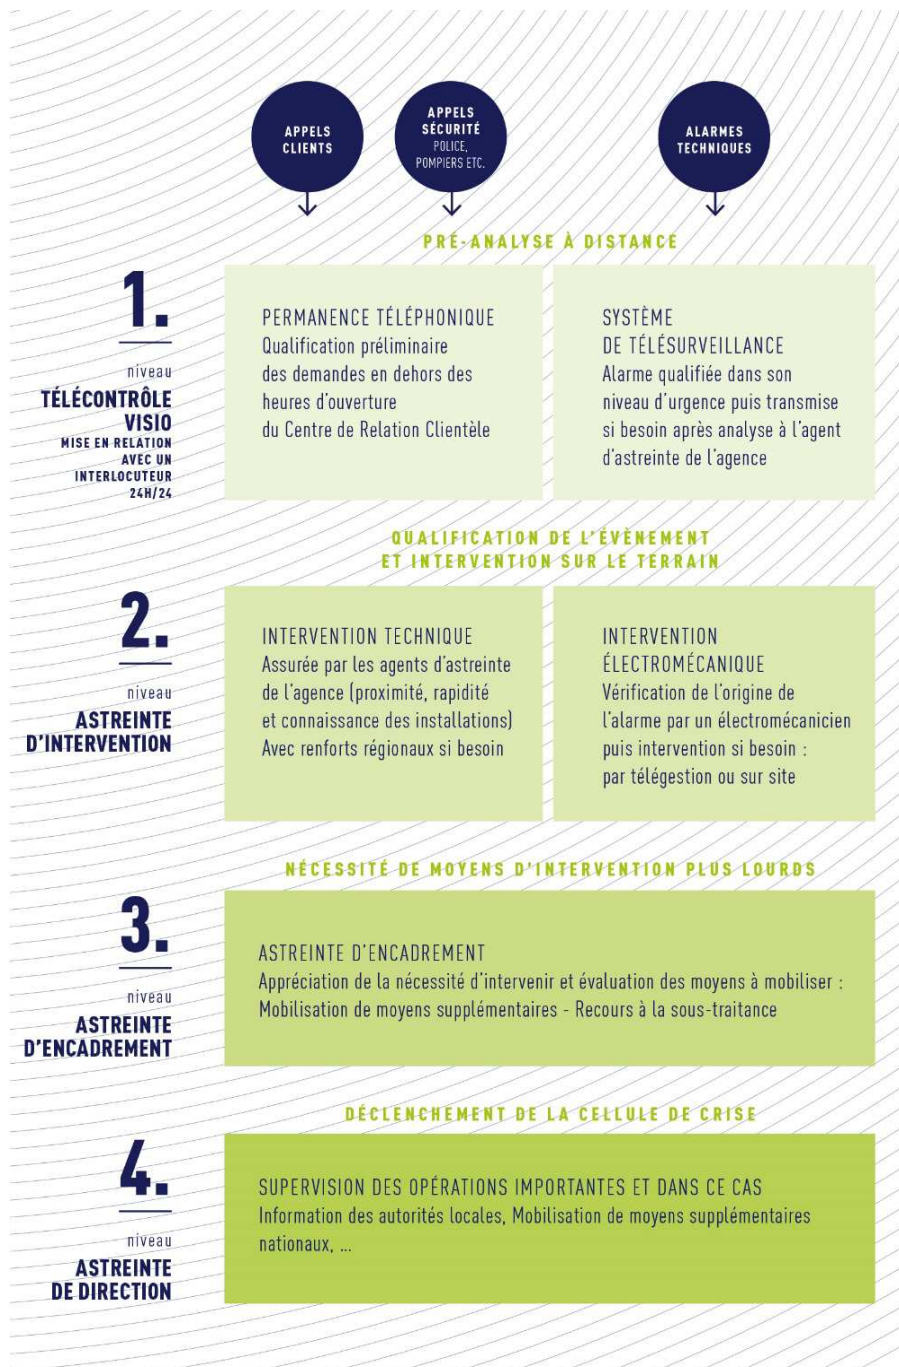 APPELS
CLIENTS
APPELS
SÉCURITÉ
POLICE,
POMPIERS ETC.
ALARMES
TECHNIQUES
PRÉ-ANALYSE À DISTANCE
1.
niveau
TÉLÉCONTRÔLE
VISIO
MISE EN RELATION
AVEC UN
INTERLOCUTEUR
24H/24
PERMANENCE TÉLÉPHONIQUE
Qualification préliminaire
des demandes en dehors des
heures d'ouverture
du Centre de Relation Clientèle
SYSTÈME
DE TÉLÉSURVEILLANCE
Alarme qualifiée dans son
niveau d'urgence puis transmise
si besoin après analyse à l'agent
d'astreinte de l'agence
QUALIFICATION DE L'ÉVÈNEMENT
ET INTERVENTION SUR LE TERRAIN
2.
niveau
ASTREINTE
D'INTERVENTION
INTERVENTION TECHNIQUE
Assurée par les agents d'astreinte
de l'agence (proximité, rapidité
et connaissance des installations)
Avec renforts régionaux si besoin
INTERVENTION
ÉLECTROMÉCANIQUE
Vérification de l'origine de
l'alarme par un électromécanicien
puis intervention si besoin :
par télégestion ou sur site
NÉCESSITÉ DE MOYENS D'INTERVENTION PLUS LOURDS
3.
niveau
ASTREINTE
D'ENCADREMENT
ASTREINTE D'ENCADREMENT
Appréciation de la nécessité d'intervenir et évaluation des moyens à mobiliser :
Mobilisation de moyens supplémentaires - Recours à la sous-traitance
DÉCLENCHEMENT DE LA CELLULE DE CRISE
4.
niveau
ASTREINTE
DE DIRECTION
SUPERVISION DES OPÉRATIONS IMPORTANTES ET DANS CE CAS
Information des autorités locales, Mobilisation de moyens supplémentaires
nationaux, ...